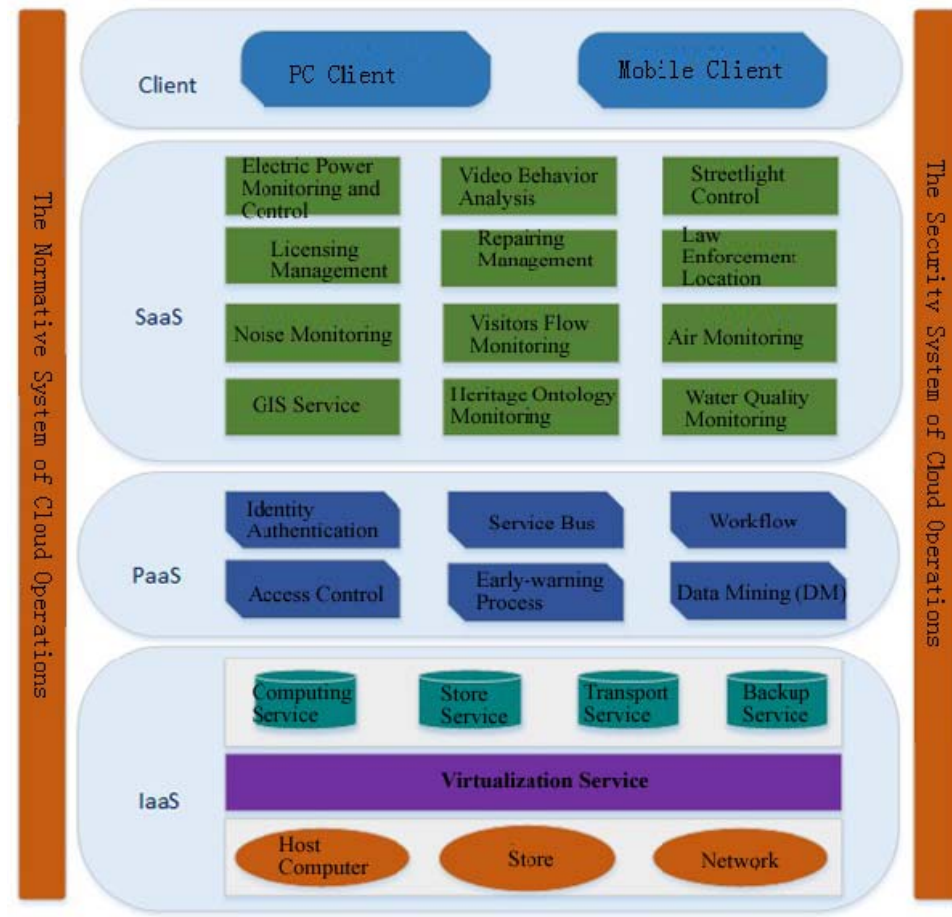 The Normative System of Cloud Operations
Client
PC Client
Mobile Client
SaaS
Electric Power
Monitoring and
Control
Video Behavior
Analysis
Streetlight
Control
Licensing
Management
Repairing
Management
Law
Enforcement
Location
Noise Monitoring
Visitors Flow
Monitoring
Air Monitoring
GIS Service
Heritage Ontology
Monitoring
Water Quality
Monitoring
PaaS
Identity
Authentication
Service Bus
Workflow
Access Control
Early-warning
Process
Data Mining (DM)
IaaS
Computing
Service
Store
Service
Transport
Service
Backup
Service
Virtualization Service
Host
Computer
Store
Network
The Security System of Cloud Operations